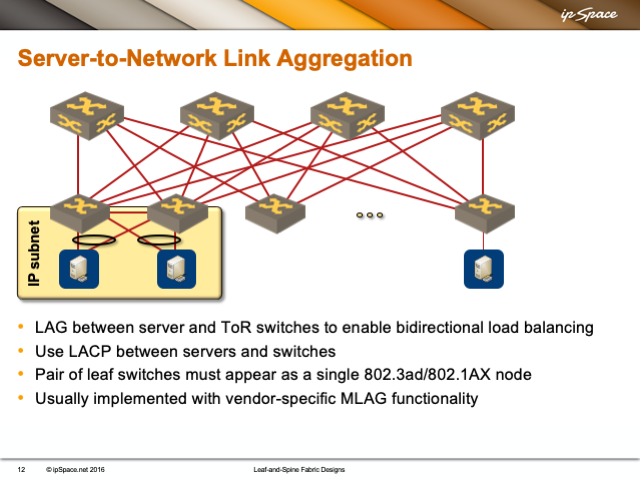 ipSpace
Server-to-Network Link Aggregation
IP subnet
• LAG between server and ToR switches to enable bidirectional load balancing
• Use LACP between servers and switches
• Pair of leaf switches must appear as a single 802.3ad/802.1AX node
• Usually implemented with vendor-specific MLAG functionality
12 © ipSpace.net 2016 Leaf-and-Spine Fabric Designs